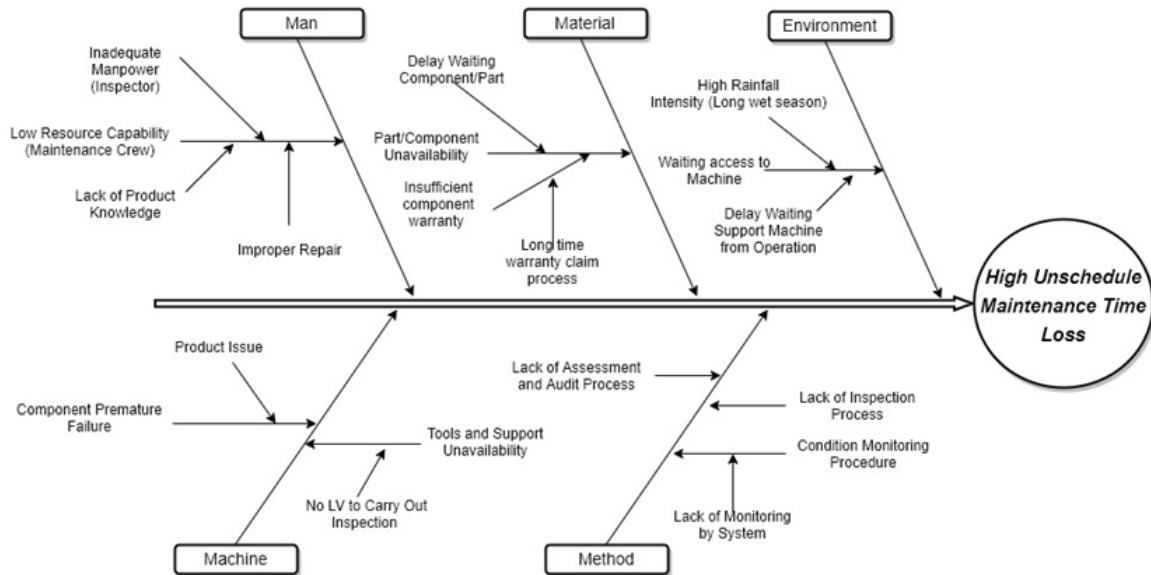 Man
Material
Environment
Inadequate
Manpower
(Inspector)
Low Resource Capability
(Maintenance Crew)
Lack of Product
Knowledge
Improper Repair
Delay Waiting
Component/Part
Part/Component
Unavailability
Insufficient
component
warranty
Long time
warranty claim
process
High Rainfall
Intensity (Long wet season)
Waiting access to
Machine
Delay Waiting
Support Machine
from Operation
High Unschedule
Maintenance Time
Loss
Product Issue
Component Premature
Failure
Tools and Support
Unavailability
No LV to Carry Out
Inspection
Lack of Assessment
and Audit Process
Lack of Inspection
Process
Condition Monitoring
Procedure
Lack of Monitoring
by System
Machine
Method